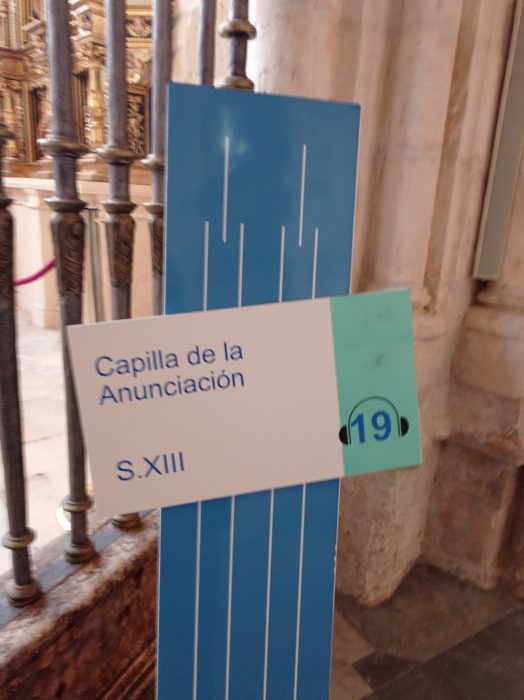 Capilla de la
Anunciación
S.XIII
19